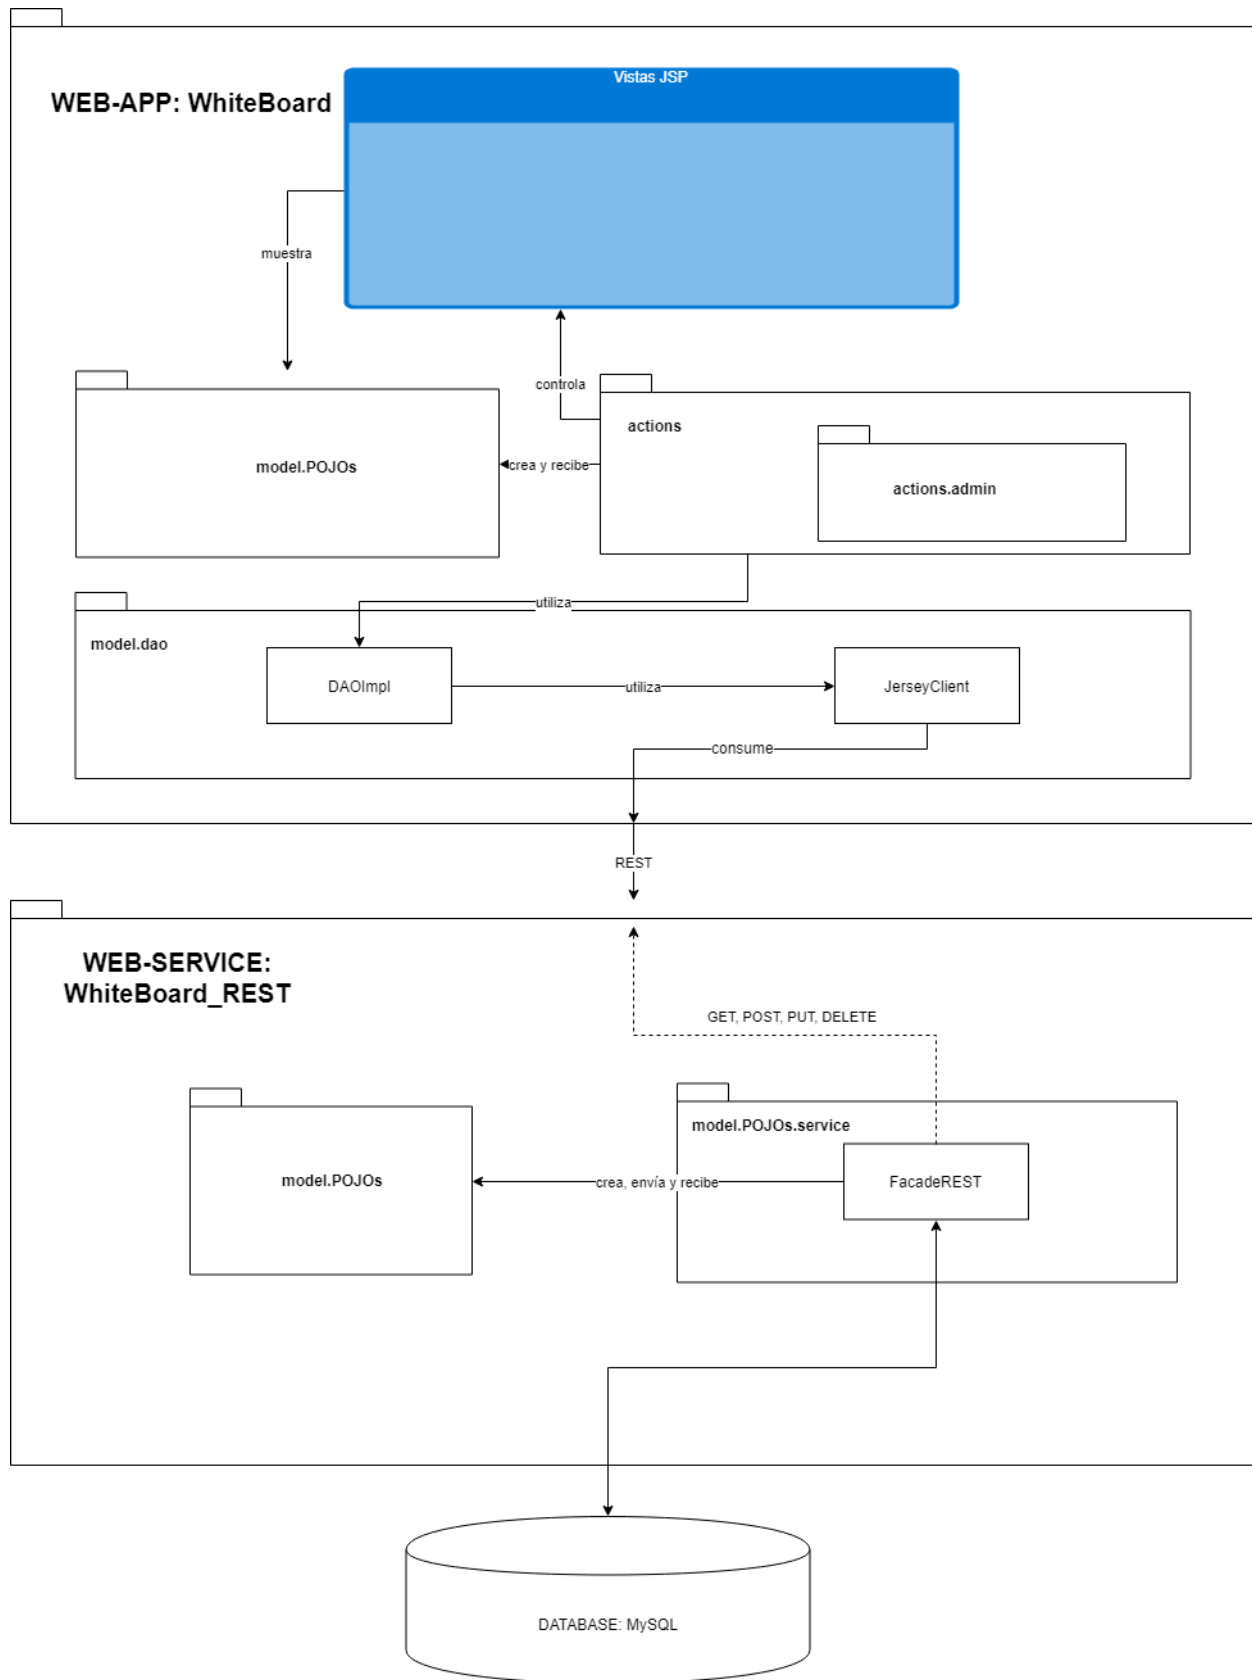 Vistas JSP
WEB-APP: WhiteBoard
muestra
controla
actions
model.POJOs
crea y recibe
actions.admin
utiliza
model.dao
DAOImpl
utiliza
JerseyClient
consume
REST
WEB-SERVICE:
WhiteBoard_REST
GET, POST, PUT, DELETE
model.POJOs.service
model.POJOs
crea, envía y recibe
FacadeREST
DATABASE: MySQL